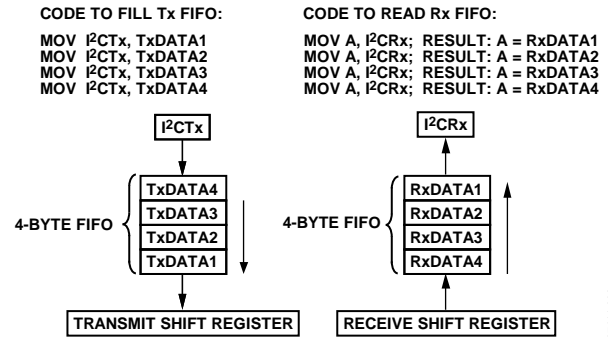 CODE TO FILL Tx FIFO:
MOV I²CTx, TxDATA1
MOV I²CTx, TxDATA2
MOV I²CTx, TxDATA3
MOV I²CTx, TxDATA4
I²CTx
4-BYTE FIFO
TxDATA4
TxDATA3
TxDATA2
TxDATA1
TRANSMIT SHIFT REGISTER
CODE TO READ Rx FIFO:
MOV A, I²CRx; RESULT: A = RxDATA1
MOV A, I²CRx; RESULT: A = RxDATA2
MOV A, I²CRx; RESULT: A = RxDATA3
MOV A, I²CRx; RESULT: A = RxDATA4
I²CRx
4-BYTE FIFO
RxDATA1
RxDATA2
RxDATA3
RxDATA4
RECEIVE SHIFT REGISTER